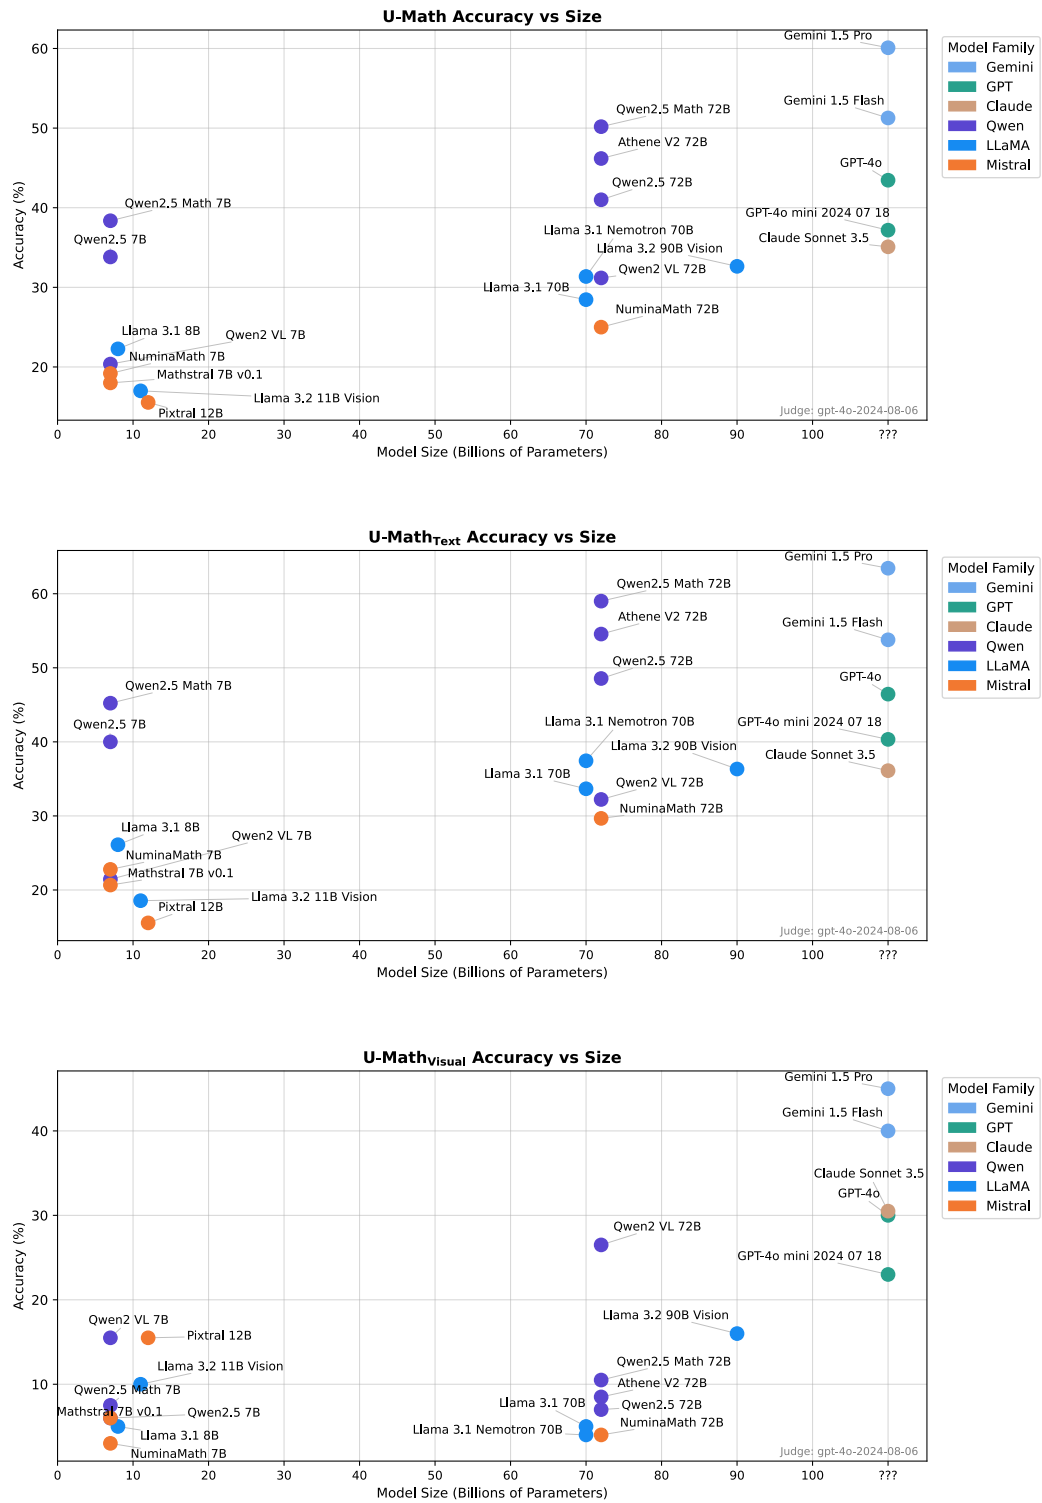 U-Math Accuracy vs Size
Gemini 1.5 Pro
Gemini 1.5 Flash
Qwen2.5 Math 72B
Athene V2 72B
GPT-4o
Qwen2.5 72B
Qwen2.5 Math 7B
GPT-4o mini 2024 07 18
Llama 3.1 Nemotron 70B
Claude Sonnet 3.5
Qwen2.5 7B
Llama 3.2 90B Vision
Qwen2 VL 72B
Llama 3.1 70B
NuminaMath 72B
Llama 3.1 8B
Qwen2 VL 7B
NuminaMath 7B
Mathstral 7B v0.1
Llama 3.2 11B Vision
Pixtral 12B
Judge: gpt-4o-2024-08-06
60
50
40
30
20
Accuracy (%)
0 10 20 30 40 50 60 70 80 90 100 ???
Model Size (Billions of Parameters)
Model Family
Gemini
GPT
Claude
Qwen
LLaMA
Mistral
U-MathText Accuracy vs Size
Gemini 1.5 Pro
Qwen2.5 Math 72B
Athene V2 72B
Gemini 1.5 Flash
Qwen2.5 72B
GPT-4o
Qwen2.5 Math 7B
Llama 3.1 Nemotron 70B
GPT-4o mini 2024 07 18
Qwen2.5 7B
Llama 3.2 90B Vision
Claude Sonnet 3.5
Llama 3.1 70B
Qwen2 VL 72B
NuminaMath 72B
Llama 3.1 8B
Qwen2 VL 7B
NuminaMath 7B
Mathstral 7B v0.1
Llama 3.2 11B Vision
Pixtral 12B
Judge: gpt-4o-2024-08-06
60
50
40
30
20
Accuracy (%)
0 10 20 30 40 50 60 70 80 90 100 ???
Model Size (Billions of Parameters)
Model Family
Gemini
GPT
Claude
Qwen
LLaMA
Mistral
U-MathVisual Accuracy vs Size
Gemini 1.5 Pro
Gemini 1.5 Flash
Claude Sonnet 3.5
GPT-4o
Qwen2 VL 72B
GPT-4o mini 2024 07 18
Llama 3.2 90B Vision
Qwen2 VL 7B
Pixtral 12B
Llama 3.2 11B Vision
Qwen2.5 Math 72B
Qwen2.5 Math 7B
Athene V2 72B
Llama 3.1 70B
Qwen2.5 72B
Mathstral 7B v0.1
Qwen2.5 7B
NuminaMath 72B
Llama 3.1 Nemotron 70B
Llama 3.1 8B
NuminaMath 7B
Judge: gpt-4o-2024-08-06
40
30
20
10
Accuracy (%)
0 10 20 30 40 50 60 70 80 90 100 ???
Model Size (Billions of Parameters)
Model Family
Gemini
GPT
Claude
Qwen
LLaMA
Mistral